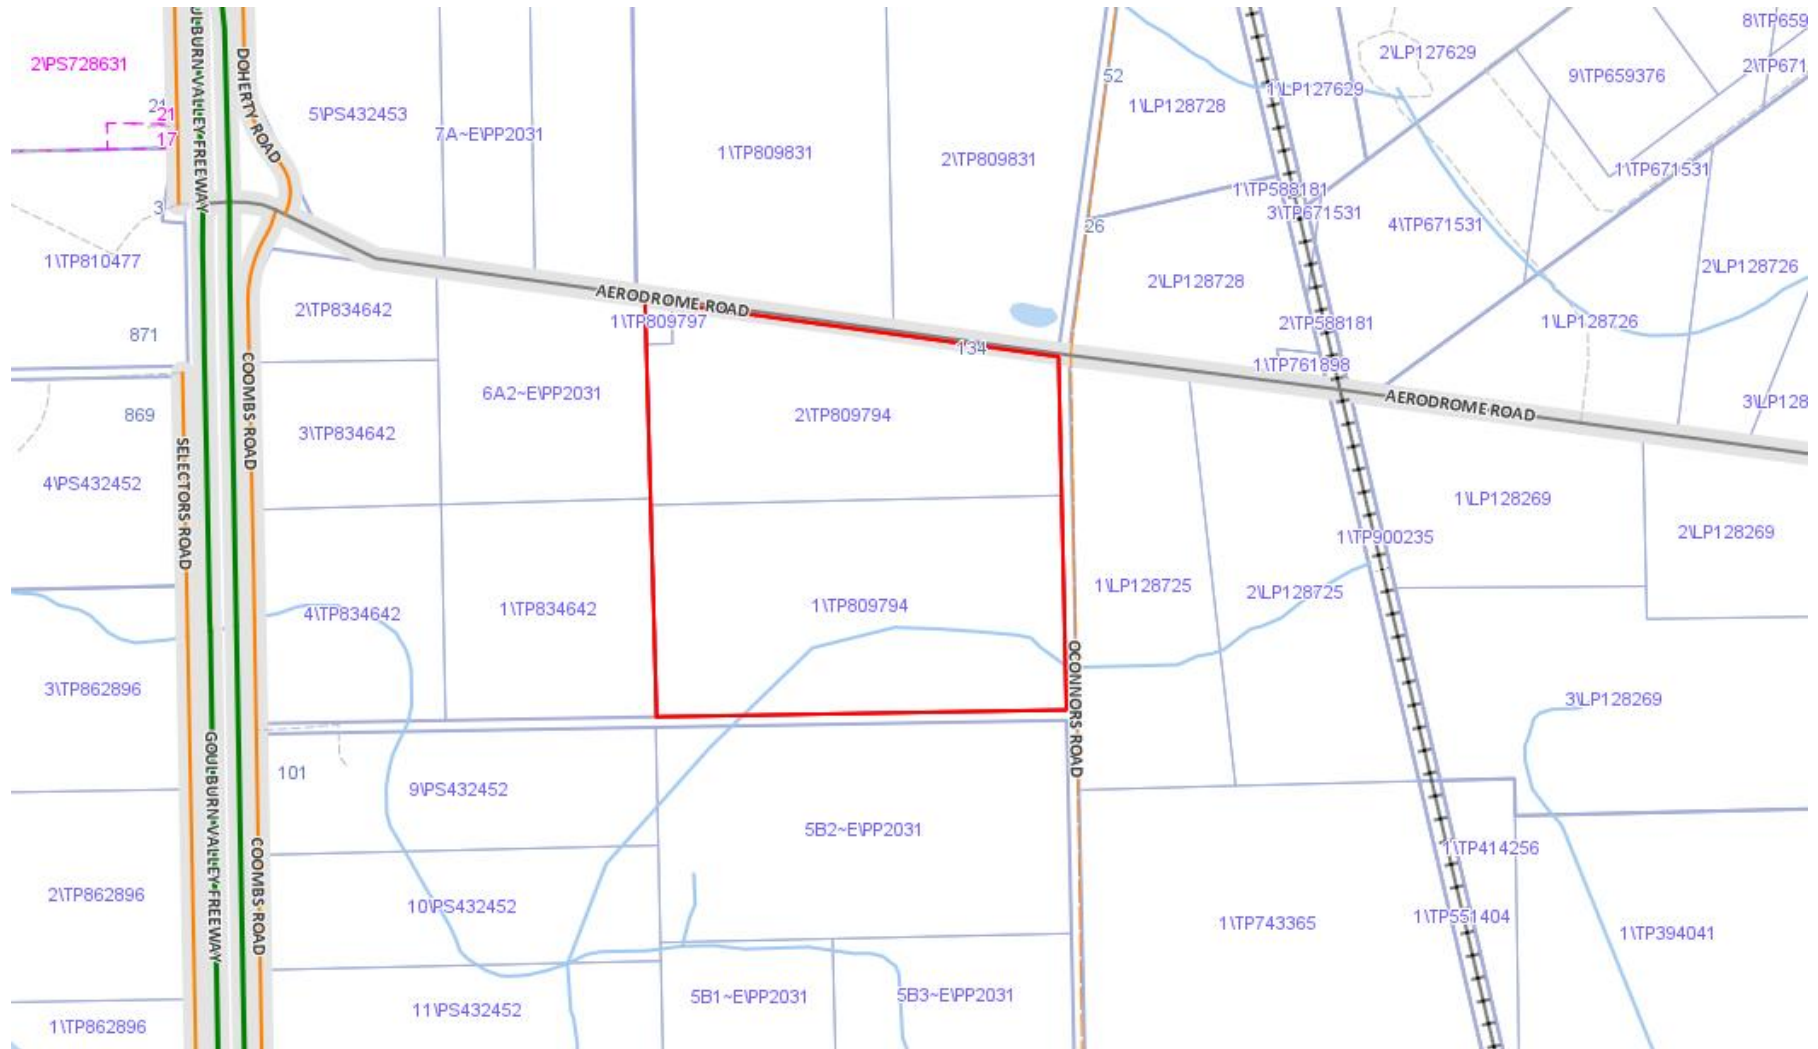 8\TP659
2\LP127629
2\PS728631
2\TP671
52
9\TP659376
ULBURN VALLEY FREEWAY
DOHERTY ROAD
1\LP127629
21
21
17
5\PS432453
1\LP128728
7A~E\PP2031
1\TP809831
2\TP809831
1\TP671531
1\TP588181
3\TP671531
3
26
4\TP671531
1\TP810477
2\LP128726
2\LP128728
AERODROME ROAD
2\TP834642
1\TP809797
2\TP588181
1\LP128726
871
134
1\TP761898
6A2~E\PP2031
AERODROME ROAD
3\LP128
869
2\TP809794
COOMBS ROAD
3\TP834642
SELECTORS ROAD
4\PS432452
1\LP128269
2\LP128269
1\TP900235
1\LP128725
2\LP128725
4\TP834642
1\TP834642
1\TP809794
3\TP862896
OCONNORS ROAD
3\LP128269
101
9\PS432452
GOULBURN VALLEY FREEWAY
5B2~E\PP2031
1\TP414256
COOMBS ROAD
2\TP862896
10\PS432452
1\TP743365
1\TP551404
1\TP394041
5B1~E\PP2031
5B3~E\PP2031
11\PS432452
1\TP862896